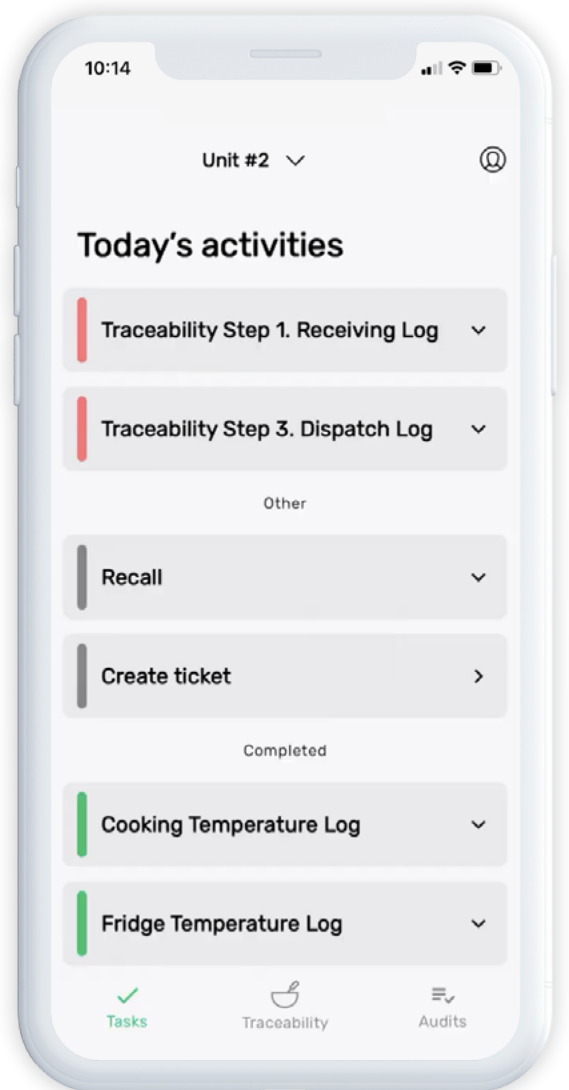 10:14
Unit #2
Today's activities
Traceability Step 1. Receiving Log
Traceability Step 3. Dispatch Log
Other
Recall
Create ticket
Completed
Cooking Temperature Log
Fridge Temperature Log
Tasks Traceability Audits